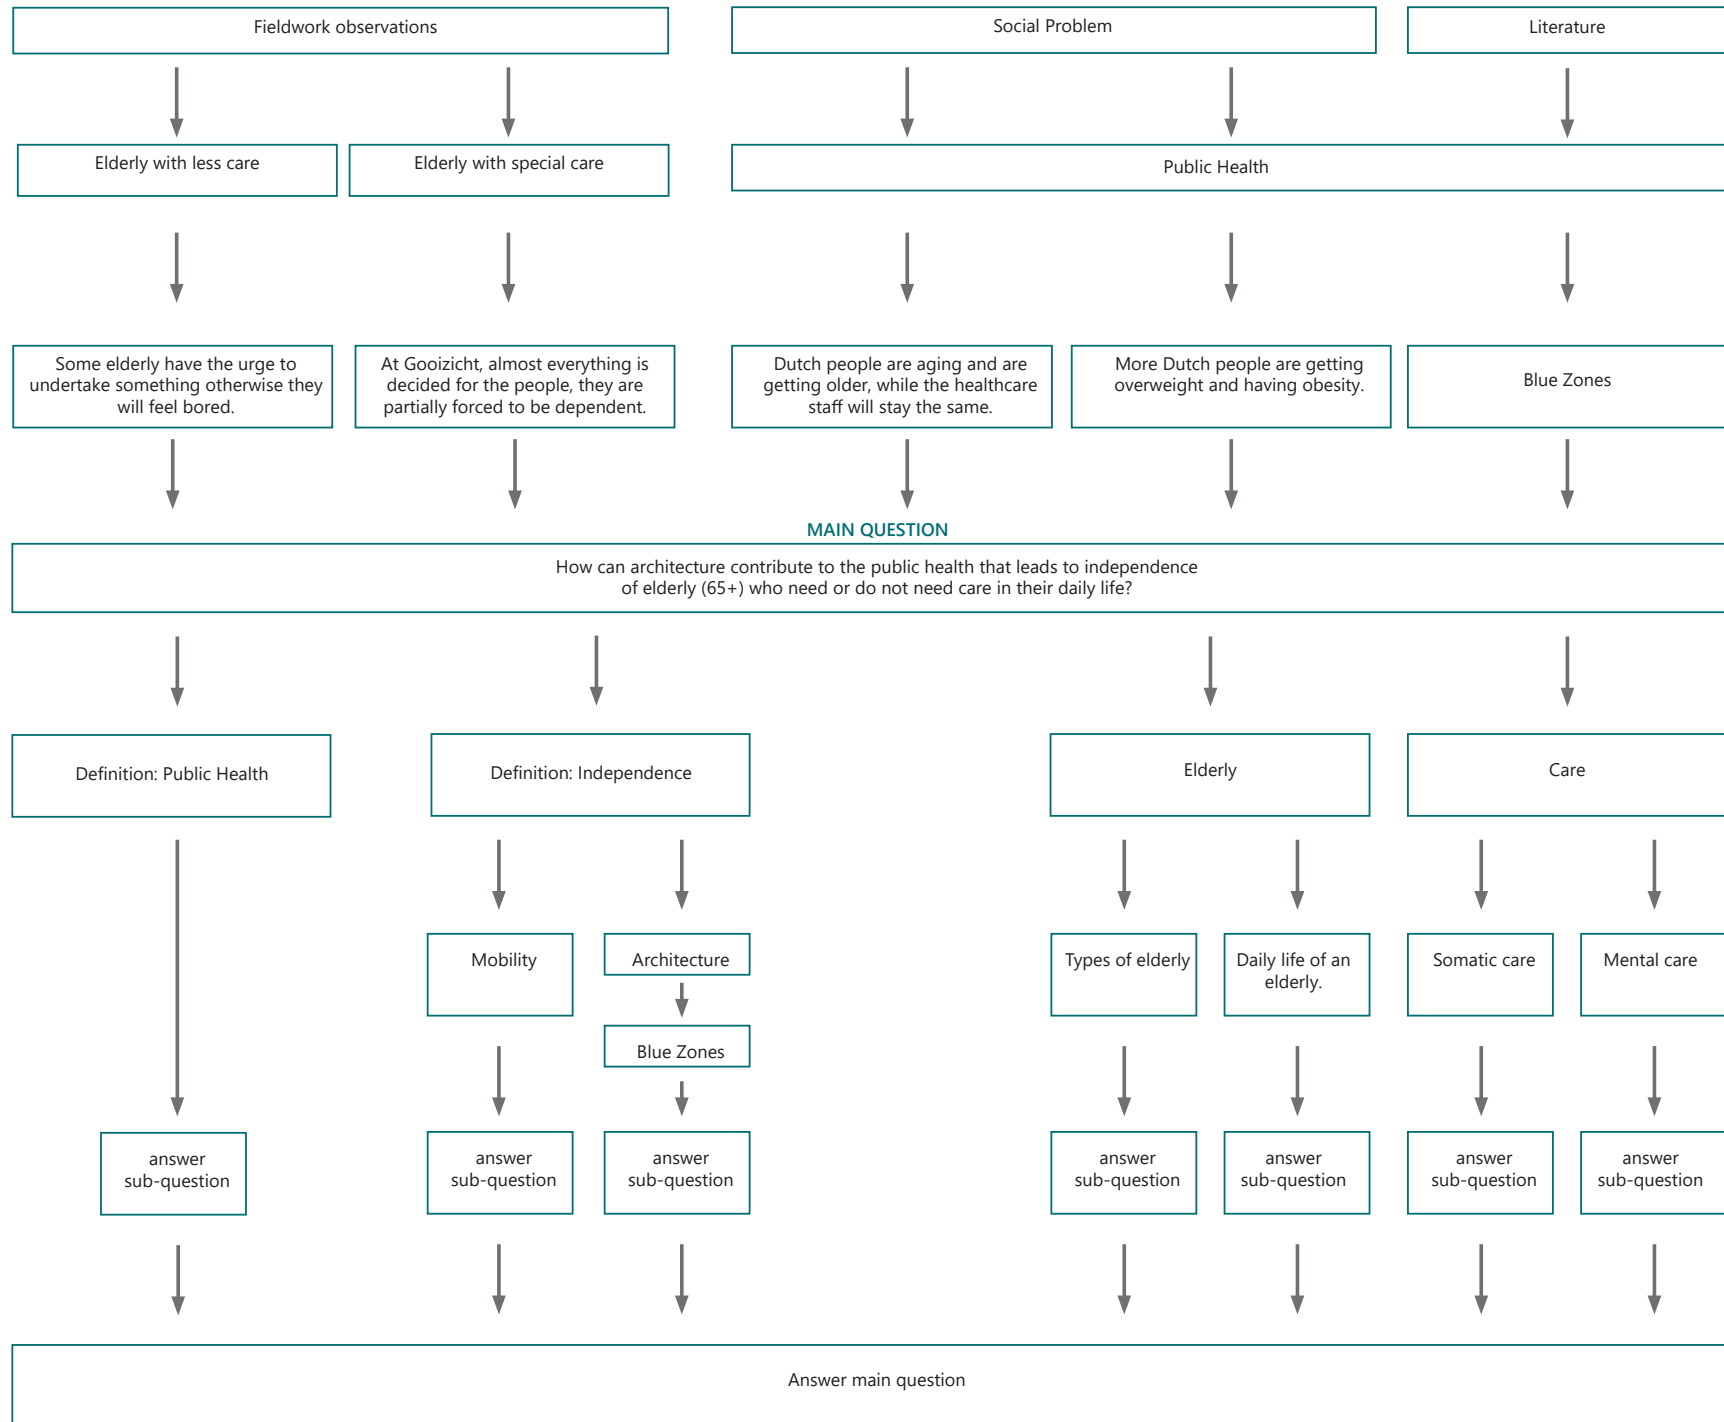 Fieldwork observations
Social Problem
Literature
Elderly with less care
Elderly with special care
Public Health
Some elderly have the urge to
undertake something otherwise they
will feel bored.
At Gooizicht, almost everything is
decided for the people, they are
partially forced to be dependent.
Dutch people are aging and are
getting older, while the healthcare
staff will stay the same.
More Dutch people are getting
overweight and having obesity.
Blue Zones
MAIN QUESTION
How can architecture contribute to the public health that leads to independence
of elderly (65+) who need or do not need care in their daily life?
Definition: Public Health
Definition: Independence
Elderly
Care
Mobility
Architecture
Blue Zones
Types of elderly
Daily life of an
elderly.
Somatic care
Mental care
answer
sub-question
answer
sub-question
answer
sub-question
answer
sub-question
answer
sub-question
answer
sub-question
answer
sub-question
Answer main question